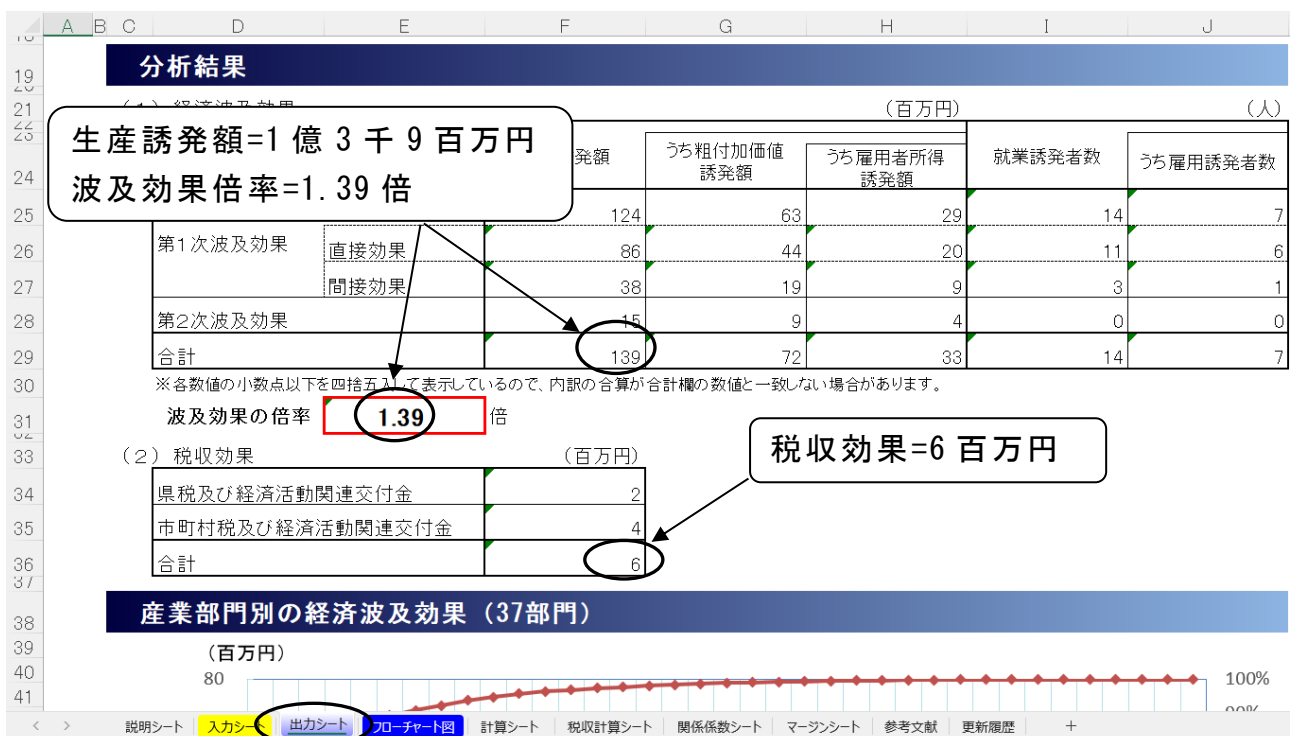 A B C D E F G H I J
19 分析結果
21 (百万円) (人)
生産誘発額=1億3千9百万円
波及効果倍率=1.39倍
24 発額 うち粗付加価値誘発額 うち雇用者所得誘発額 就業誘発者数 うち雇用誘発者数
25 124 63 29 14 7
26 第1次波及効果 直接効果 86 44 20 11 6
27 間接効果 38 19 9 3 1
28 第2次波及効果 15 9 4 0 0
29 合計 139 72 33 14 7
30 ※各数値の小数点以下を四捨五入して表示しているので、内訳の合算が合計欄の数値と一致しない場合があります。
31 波及効果の倍率 1.39 倍
税収効果=6百万円
33 (2) 税収効果 (百万円)
34 県税及び経済活動関連交付金 2
35 市町村税及び経済活動関連交付金 4
36 合計 6
37
38 産業部門別の経済波及効果(37部門)
39 (百万円)
40 80 100%
41
説明シート 入力シート 出力シート フローチャート図 計算シート 税収計算シート 関係係数シート マージンシート 参考文献 更新履歴 +